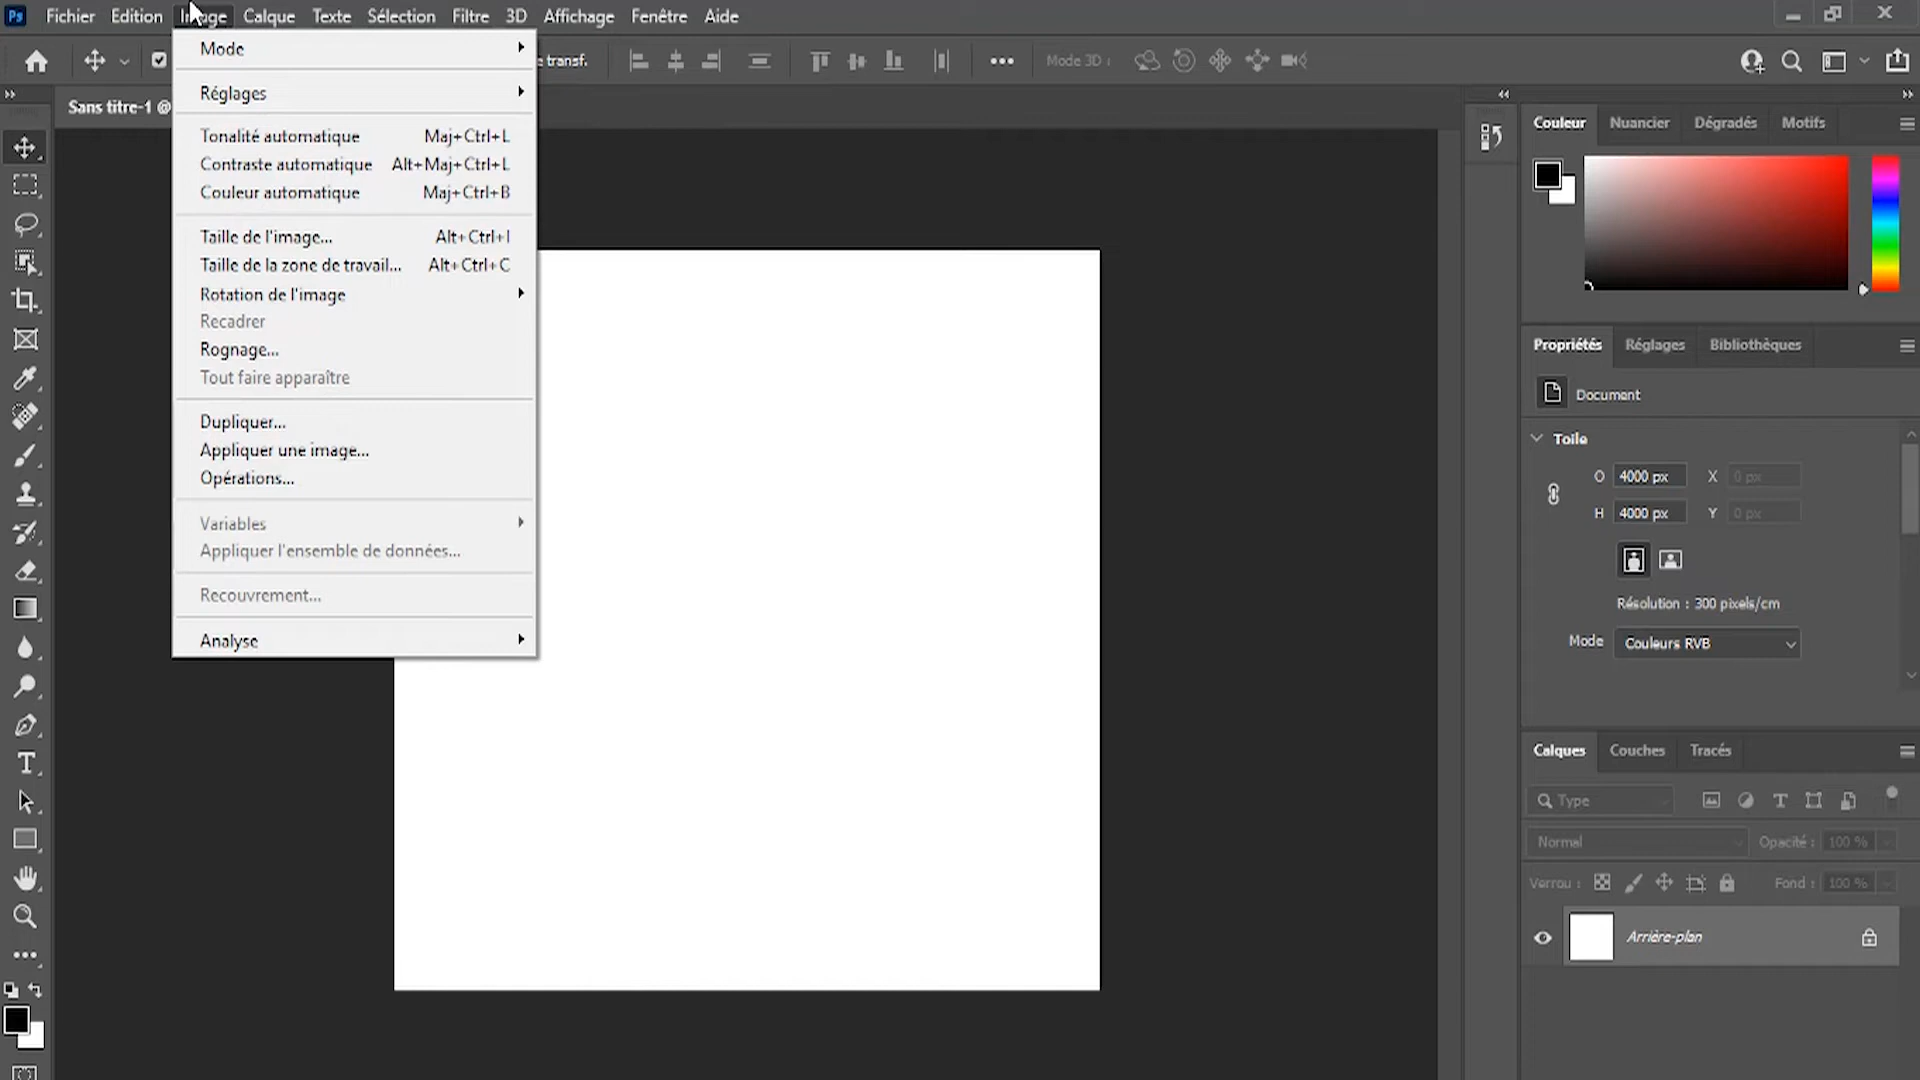 Ps Fichier Edition Image Calque Texte Sélection Filtre 3D Affichage Fenêtre Aide
e transf. Mode 3D :
Sans titre-1 @
Mode
Réglages
Tonalité automatique Maj+Ctrl+L
Contraste automatique Alt+Maj+Ctrl+L
Couleur automatique Maj+Ctrl+B
Taille de l'image... Alt+Ctrl+I
Taille de la zone de travail... Alt+Ctrl+C
Rotation de l'image
Recadrer
Rognage...
Tout faire apparaître
Dupliquer...
Appliquer une image...
Opérations...
Variables
Appliquer l'ensemble de données...
Recouvrement...
Analyse
Couleur Nuancier Dégradés Motifs
Propriétés Réglages Bibliothèques
Document
Toile
O 4000 px X 0 px
H 4000 px Y 0 px
Résolution : 300 pixels/cm
Mode Couleurs RVB
Calques Couches Tracés
Type
Normal Opacité : 100 %
Verrou : Fond : 100 %
Arrière-plan